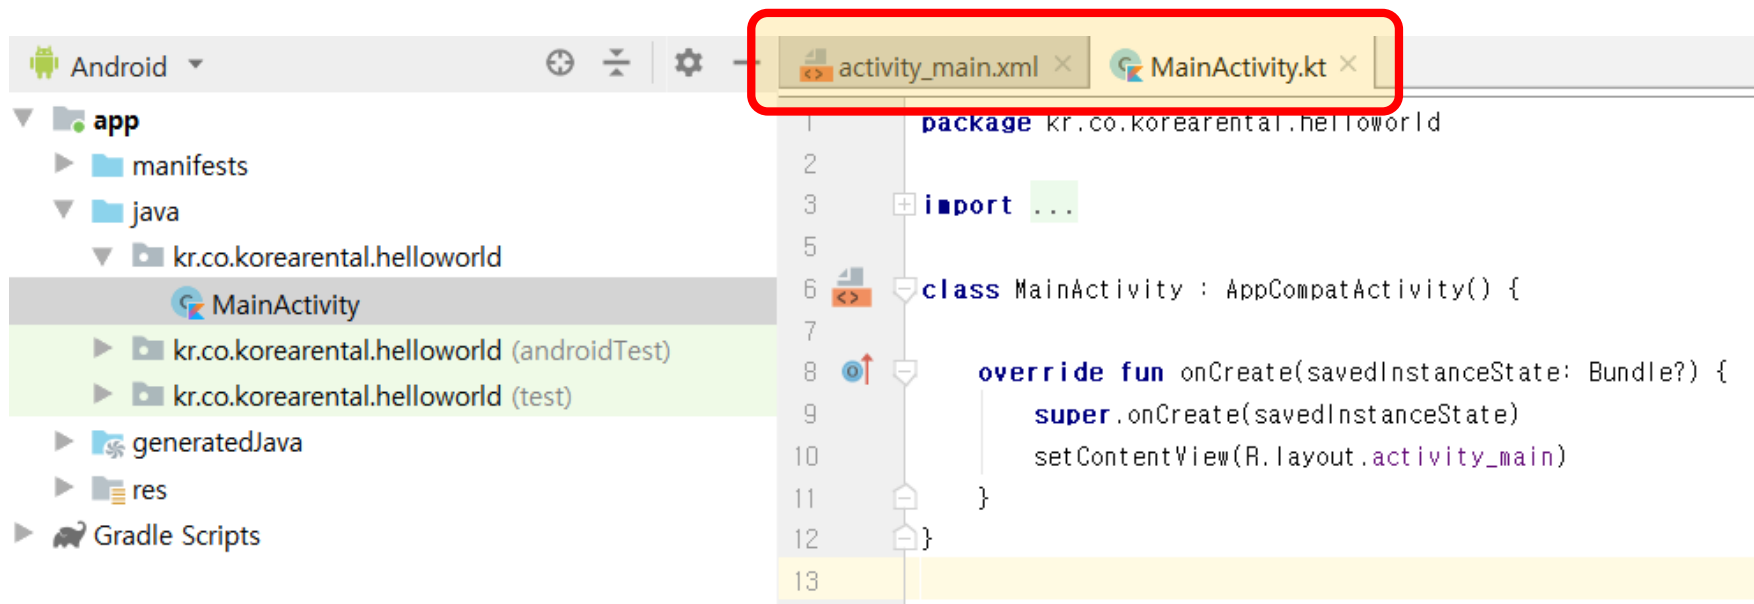 Android
app
manifests
java
kr.co.korearental.helloworld
MainActivity
kr.co.korearental.helloworld (androidTest)
kr.co.korearental.helloworld (test)
generatedJava
res
Gradle Scripts
activity_main.xml
MainActivity.kt
1 package kr.co.korearental.helloworld
2
3 import ...
5
6 class MainActivity : AppCompatActivity() {
7
8 override fun onCreate(savedInstanceState: Bundle?) {
9 super.onCreate(savedInstanceState)
10 setContentView(R.layout.activity_main)
11 }
12 }
13